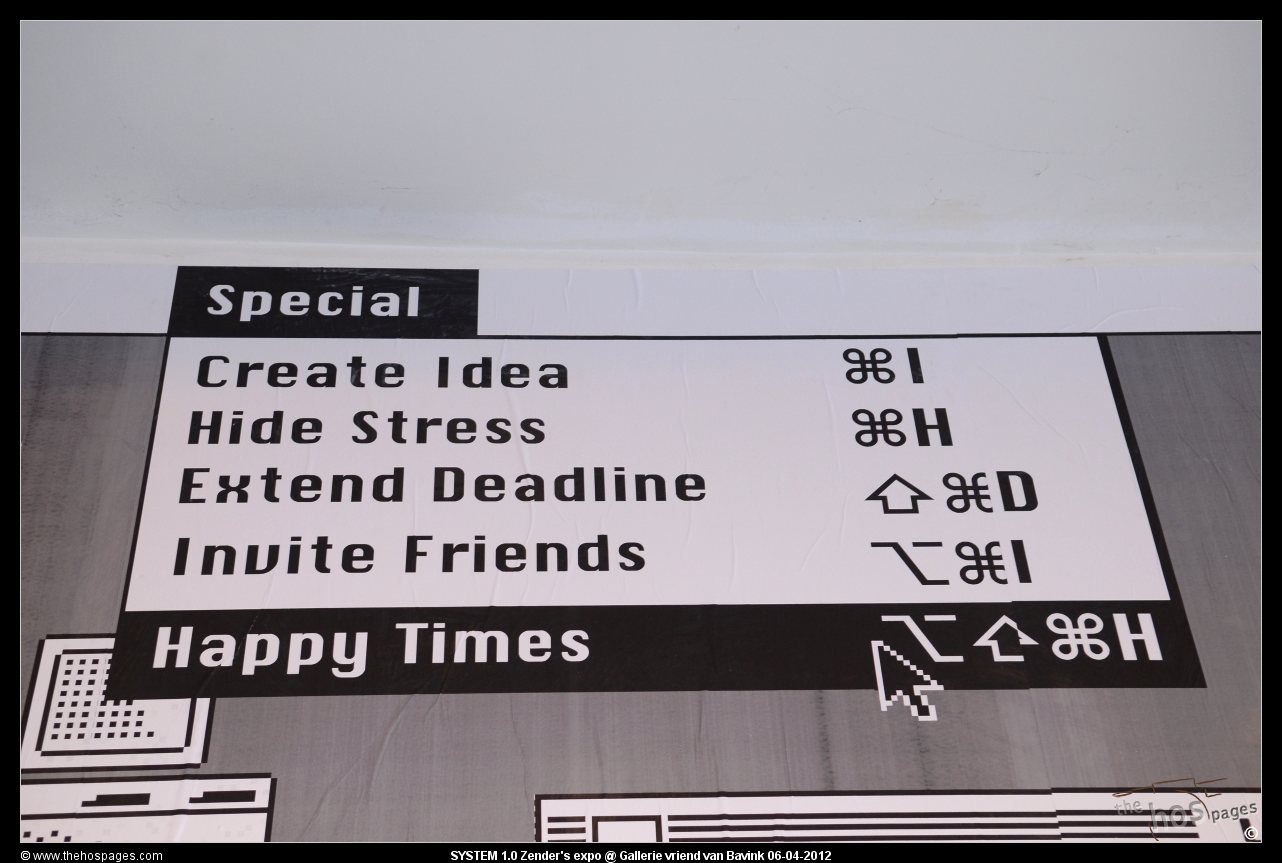 Special
Create Idea ⌘I
Hide Stress ⌘H
Extend Deadline ⇧⌘D
Invite Friends ⌥⌘I
Happy Times ⌥⇧⌘H
the hos pages
©
© www.thehospages.com SYSTEM 1.0 Zender's expo @ Gallerie vriend van Bavink 06-04-2012